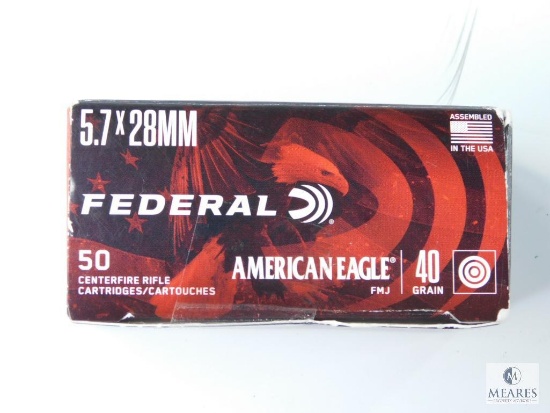 5.7x28MM
ASSEMBLED
IN THE USA
FEDERAL
50
CENTERFIRE RIFLE
CARTRIDGES/CARTOUCHES
AMERICAN EAGLE®
FMJ
40
GRAIN
M
MEARES